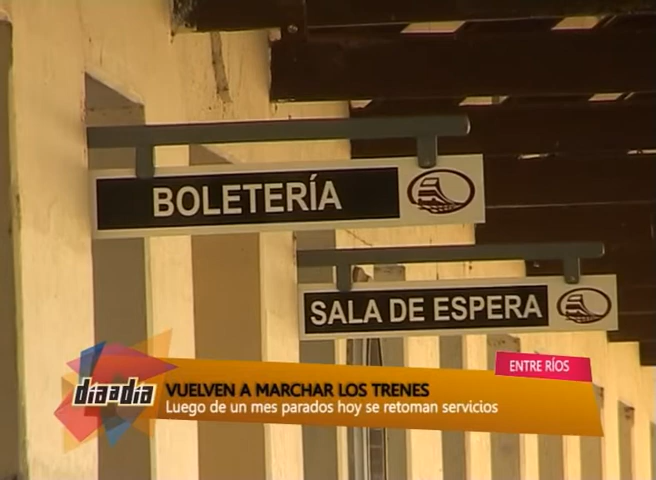 BOLETERÍA
SALA DE ESPERA
ENTRE RÍOS
díaadía
VUELVEN A MARCHAR LOS TRENES
Luego de un mes parados hoy se retoman servicios